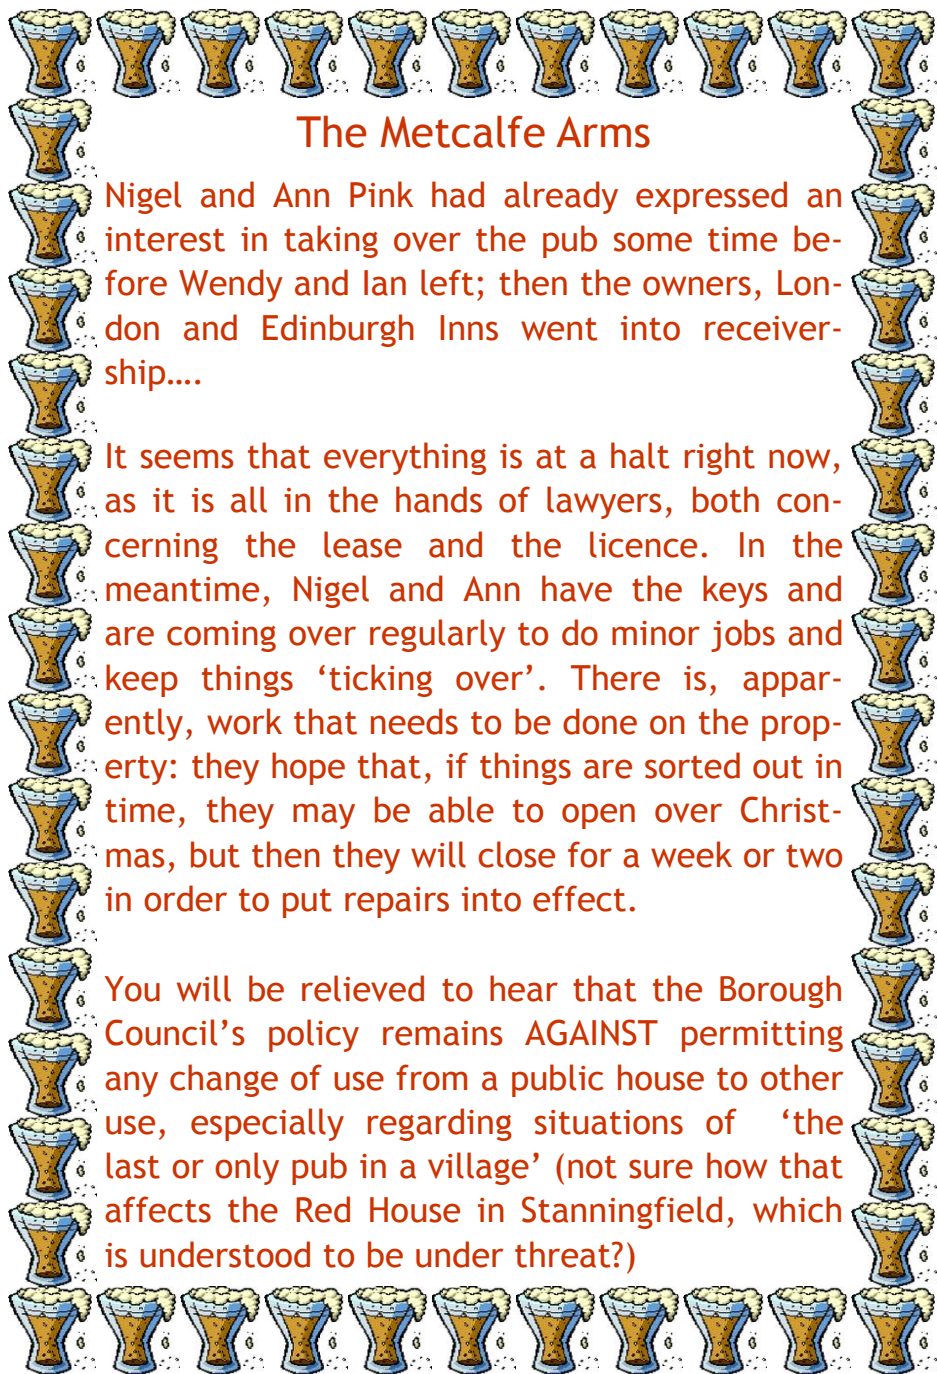 The Metcalfe Arms
Nigel and Ann Pink had already expressed an
interest in taking over the pub some time be-
fore Wendy and Ian left; then the owners, Lon-
don and Edinburgh Inns went into receiver-
ship....
It seems that everything is at a halt right now,
as it is all in the hands of lawyers, both con-
cerning the lease and the licence. In the
meantime, Nigel and Ann have the keys and
are coming over regularly to do minor jobs and
keep things ‘ticking over’. There is, appar-
ently, work that needs to be done on the prop-
erty: they hope that, if things are sorted out in
time, they may be able to open over Christ-
mas, but then they will close for a week or two
in order to put repairs into effect.
You will be relieved to hear that the Borough
Council’s policy remains AGAINST permitting
any change of use from a public house to other
use, especially regarding situations of ‘the
last or only pub in a village’ (not sure how that
affects the Red House in Stanningfield, which
is understood to be under threat?)